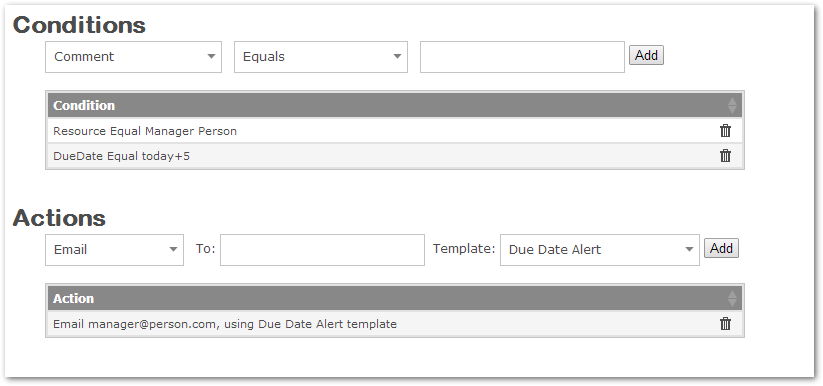 Conditions
Comment Equals Add
Condition
Resource Equal Manager Person
DueDate Equal today+5
Actions
Email To: Template: Due Date Alert Add
Action
Email manager@person.com, using Due Date Alert template